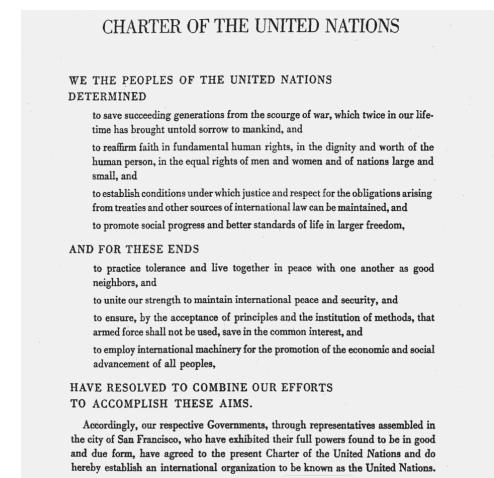 CHARTER OF THE UNITED NATIONS
WE THE PEOPLES OF THE UNITED NATIONS
DETERMINED
to save succeeding generations from the scourge of war, which twice in our life-
time has brought untold sorrow to mankind, and
to reaffirm faith in fundamental human rights, in the dignity and worth of the
human person, in the equal rights of men and women and of nations large and
small, and
to establish conditions under which justice and respect for the obligations arising
from treaties and other sources of international law can be maintained, and
to promote social progress and better standards of life in larger freedom,
AND FOR THESE ENDS
to practice tolerance and live together in peace with one another as good
neighbors, and
to unite our strength to maintain international peace and security, and
to ensure, by the acceptance of principles and the institution of methods, that
armed force shall not be used, save in the common interest, and
to employ international machinery for the promotion of the economic and social
advancement of all peoples,
HAVE RESOLVED TO COMBINE OUR EFFORTS
TO ACCOMPLISH THESE AIMS.
Accordingly, our respective Governments, through representatives assembled in
the city of San Francisco, who have exhibited their full powers found to be in good
and due form, have agreed to the present Charter of the United Nations and do
hereby establish an international organization to be known as the United Nations.